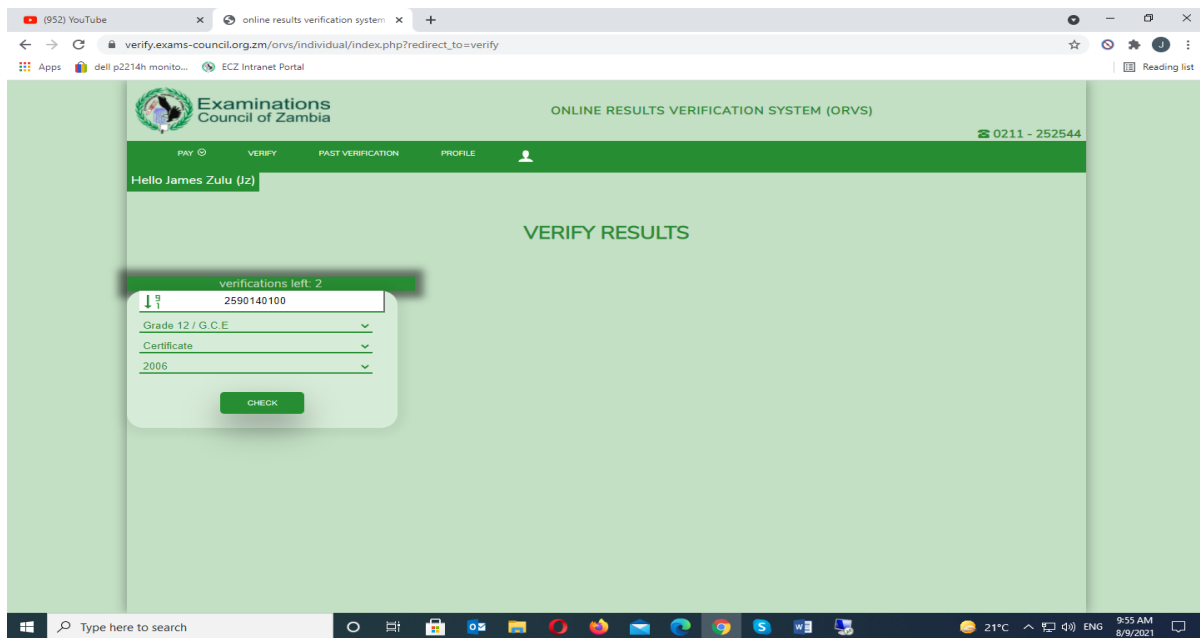 (952) YouTube
online results verification system
verify.exams-council.org.zm/orvs/individual/index.php?redirect_to=verify
Apps
dell p2214h monito...
ECZ Intranet Portal
Reading list
Examinations
Council of Zambia
ONLINE RESULTS VERIFICATION SYSTEM (ORVS)
0211 - 252544
PAY VERIFY PAST VERIFICATION PROFILE
Hello James Zulu (Jz)
VERIFY RESULTS
verifications left: 2
2590140100
Grade 12 / G.C.E
Certificate
2006
CHECK
Type here to search
21°C
ENG
9:55 AM
8/9/2021